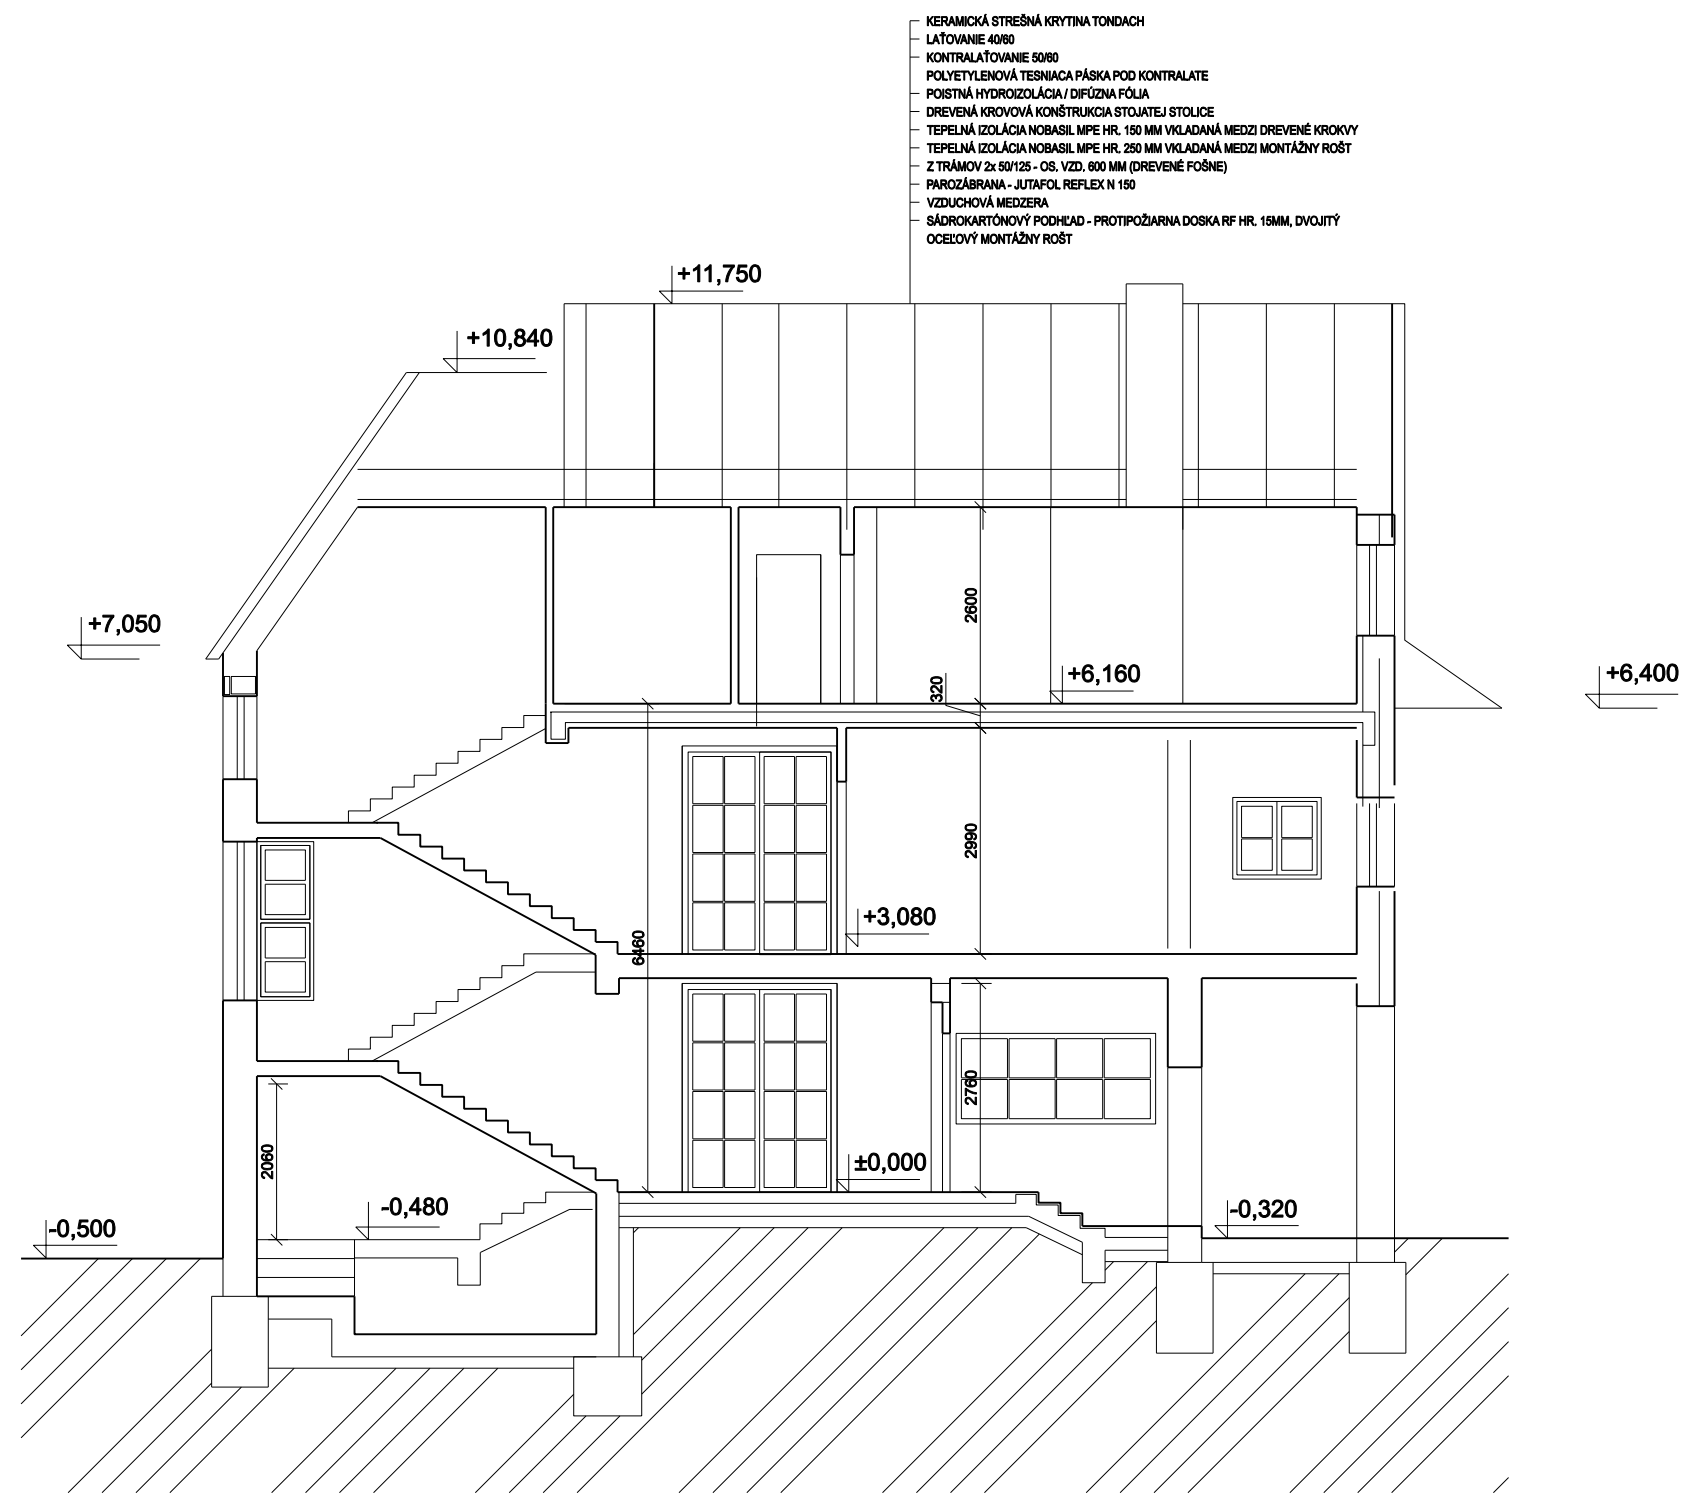 KERAMICKÁ STREŠNÁ KRYTINA TONDACH
LAŤOVANIE 40/60
KONTRALAŤOVANIE 50/60
POLYETYLENOVÁ TESNIACA PÁSKA POD KONTRALATE
POISTNÁ HYDROIZOLÁCIA / DIFÚZNA FÓLIA
DREVENÁ KROVOVÁ KONŠTRUKCIA STOJATEJ STOLICE
TEPELNÁ IZOLÁCIA NOBASIL MPE HR. 150 MM VKLADANÁ MEDZI DREVENÉ KROKVY
TEPELNÁ IZOLÁCIA NOBASIL MPE HR. 250 MM VKLADANÁ MEDZI MONTÁŽNY ROŠT
Z TRÁMOV 2x 50/125 - OS. VZD. 600 MM (DREVENÉ FOŠNE)
PAROZÁBRANA - JUTAFOL REFLEX N 150
VZDUCHOVÁ MEDZERA
SÁDROKARTÓNOVÝ PODHĽAD - PROTIPOŽIARNA DOSKA RF HR. 15MM, DVOJITÝ
OCEĽOVÝ MONTÁŽNY ROŠT
+11,750
+10,840
+7,050
2600
+6,160
320
+6,400
2990
+3,080
6460
2760
2060
±0,000
-0,480
-0,320
-0,500